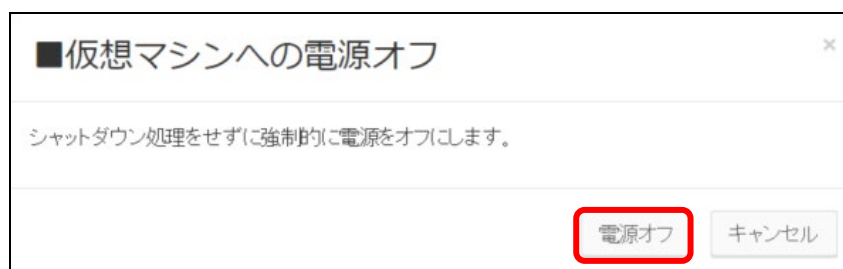 ■仮想マシンへの電源オフ
×
シャットダウン処理をせずに強制的に電源をオフにします。
電源オフ キャンセル